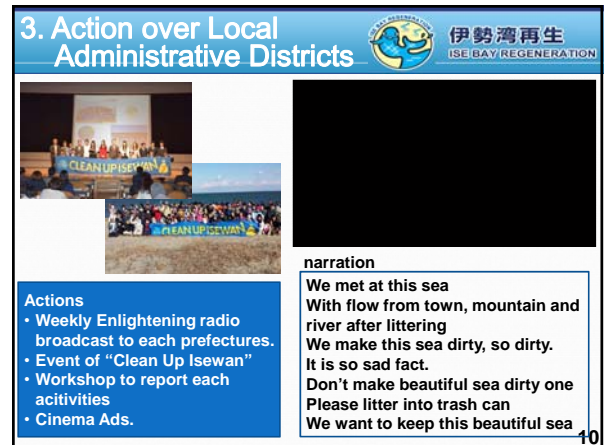 3. Action over Local
Administrative Districts
ISE BAY REGENERATION
伊勢湾再生
ISE BAY REGENERATION
CLEAN UP ISEWAN
CLEAN UP ISEWAN
narration
Actions
• Weekly Enlightening radio
broadcast to each prefectures.
• Event of “Clean Up Isewan”
• Workshop to report each
acitivities
• Cinema Ads.
We met at this sea
With flow from town, mountain and
river after littering
We make this sea dirty, so dirty.
It is so sad fact.
Don’t make beautiful sea dirty one
Please litter into trash can
We want to keep this beautiful sea
10